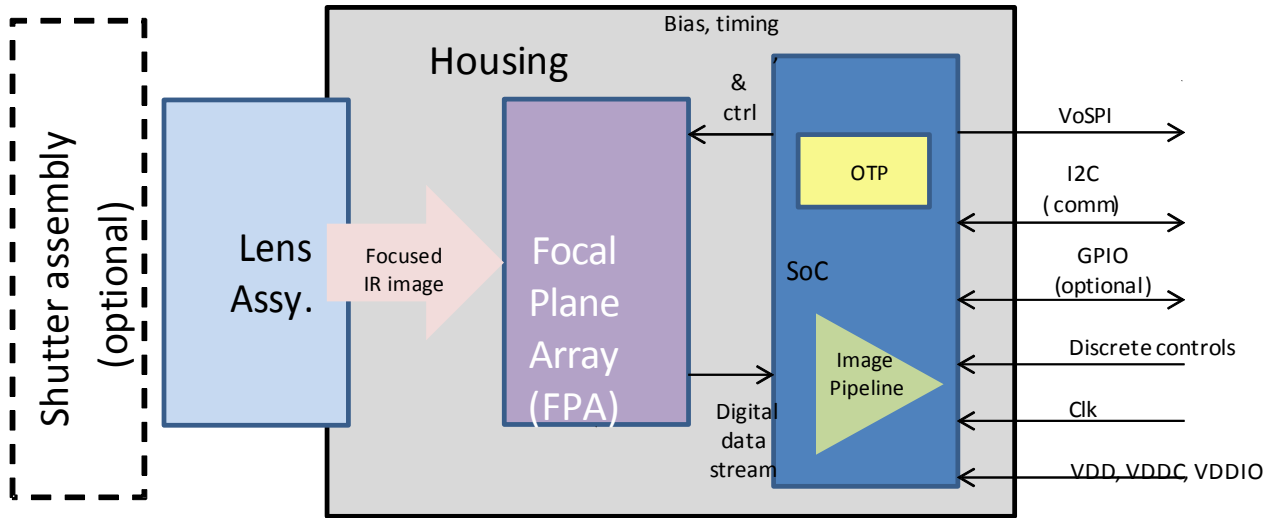 Shutter assembly
(optional)
Lens
Assy.
Housing
Focused
IR image
Focal
Plane
Array
(FPA)
Bias, timing
&
ctrl
Digital
data
stream
OTP
SoC
Image
Pipeline
VoSPI
I2C
( comm)
GPIO
(optional)
Discrete controls
Clk
VDD, VDDC, VDDIO